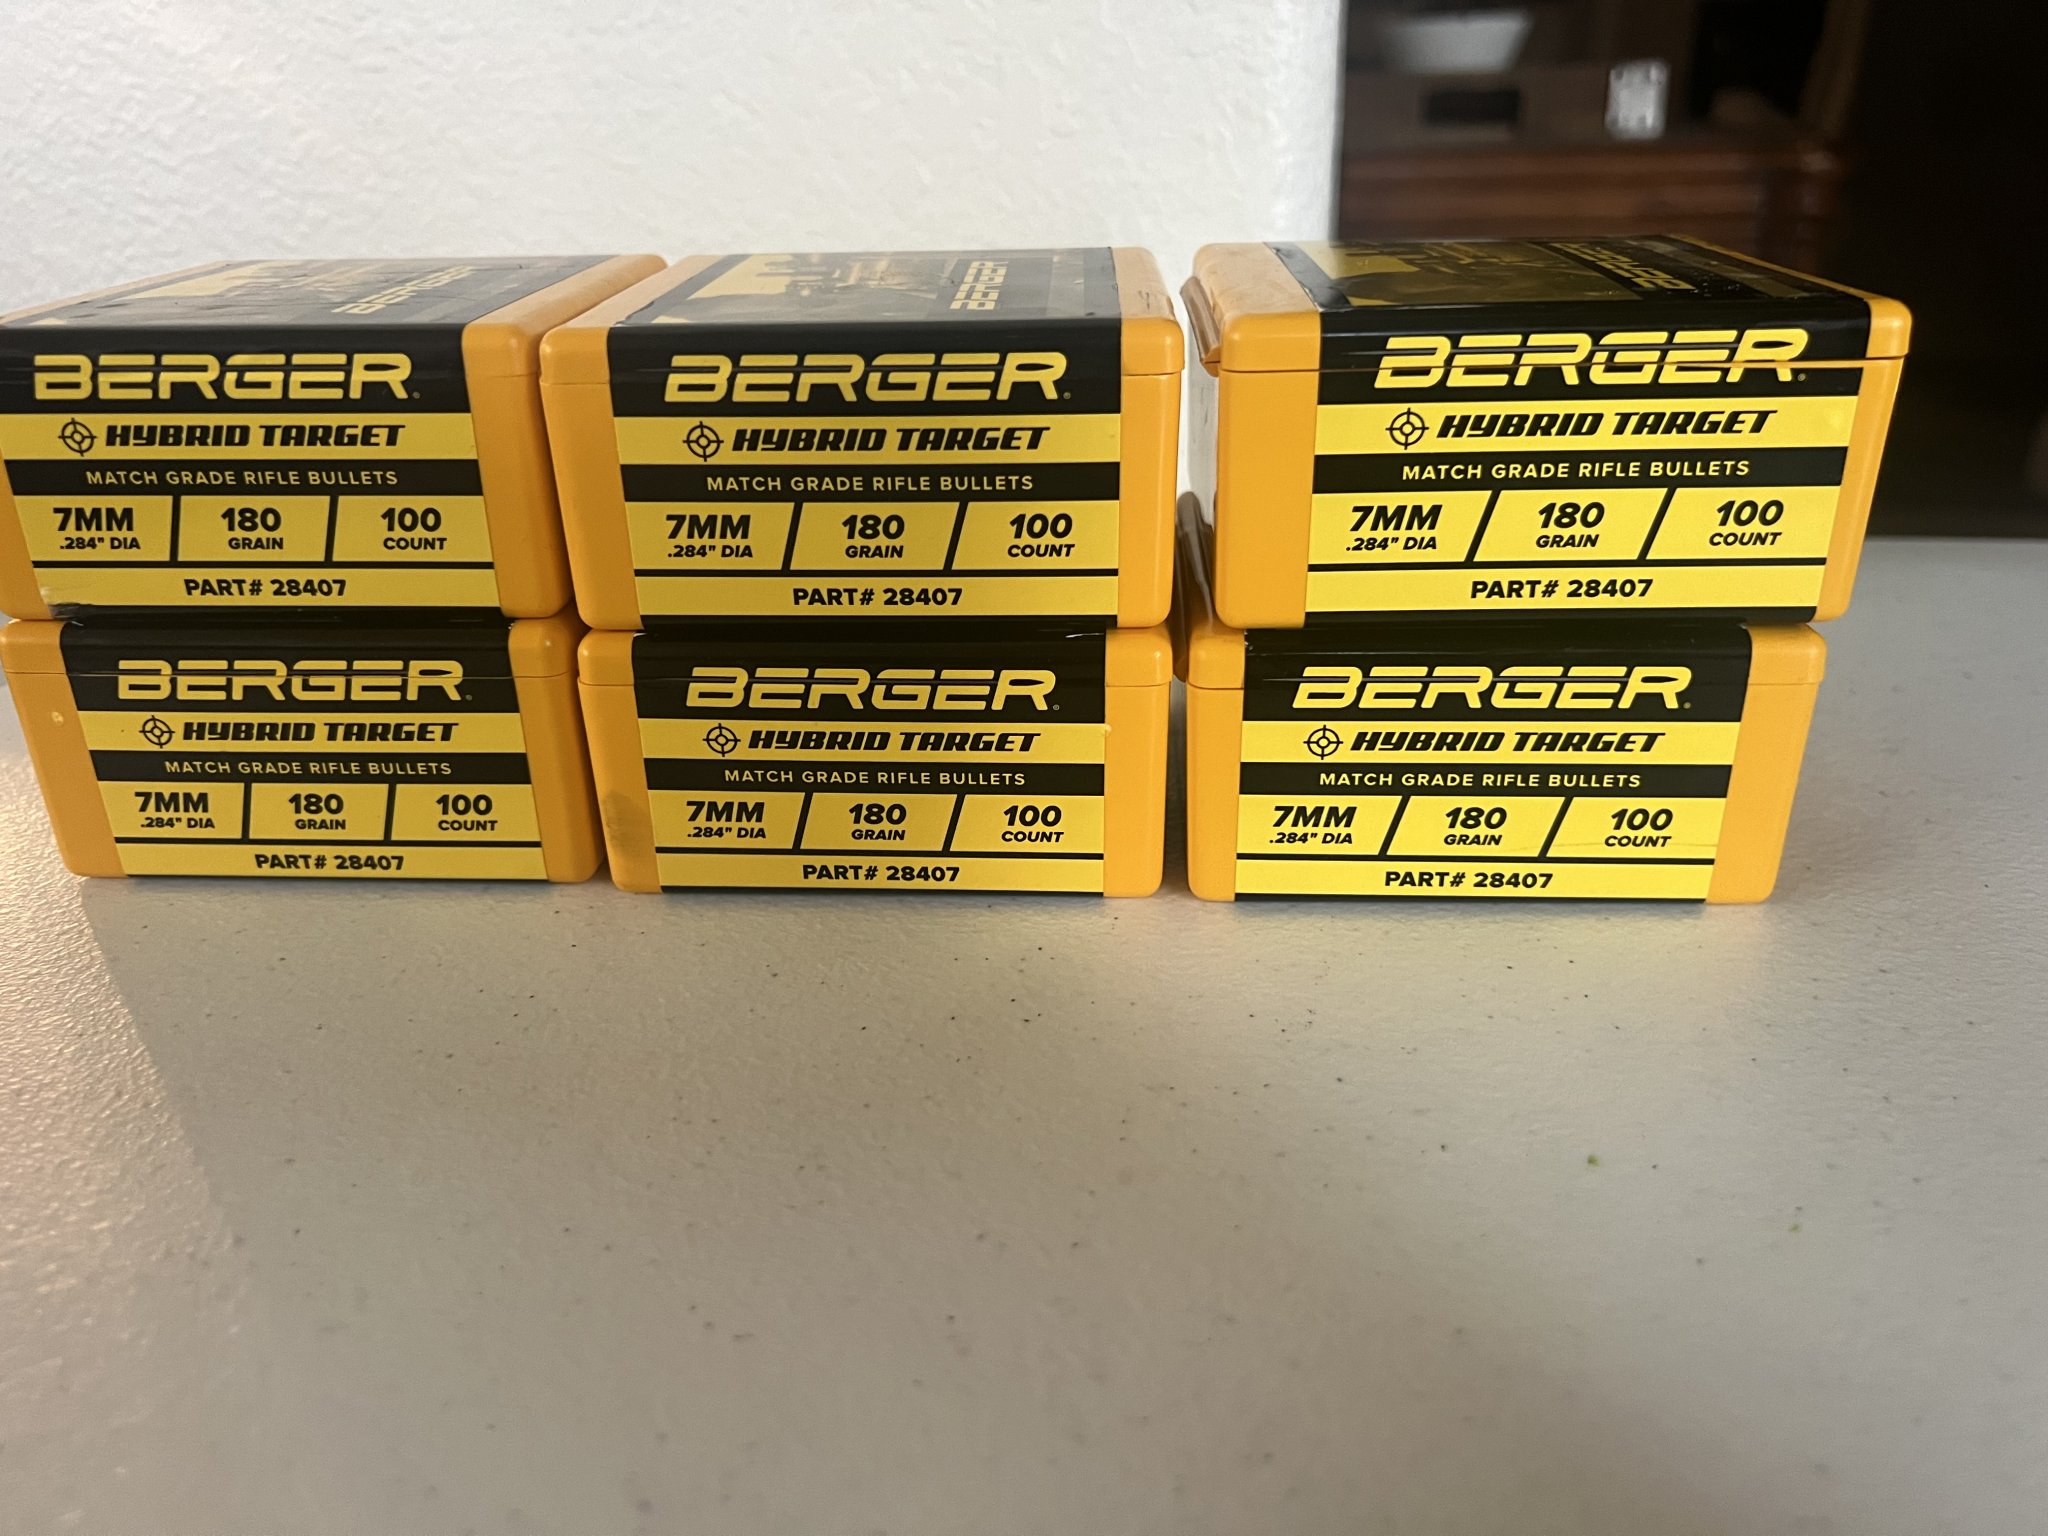 BERGER
BERGER
HYBRID TARGET
MATCH GRADE RIFLE BULLETS
7MM 180 100
.284" DIA GRAIN COUNT
PART# 28407
BERGER
BERGER
HYBRID TARGET
MATCH GRADE RIFLE BULLETS
7MM 180 100
.284" DIA GRAIN COUNT
PART# 28407
BERGER
BERGER
HYBRID TARGET
MATCH GRADE RIFLE BULLETS
7MM 180 100
.284" DIA GRAIN COUNT
PART# 28407
BERGER
HYBRID TARGET
MATCH GRADE RIFLE BULLETS
7MM 180 100
.284" DIA GRAIN COUNT
PART# 28407
BERGER
HYBRID TARGET
MATCH GRADE RIFLE BULLETS
7MM 180 100
.284" DIA GRAIN COUNT
PART# 28407
BERGER
HYBRID TARGET
MATCH GRADE RIFLE BULLETS
7MM 180 100
.284" DIA GRAIN COUNT
PART# 28407